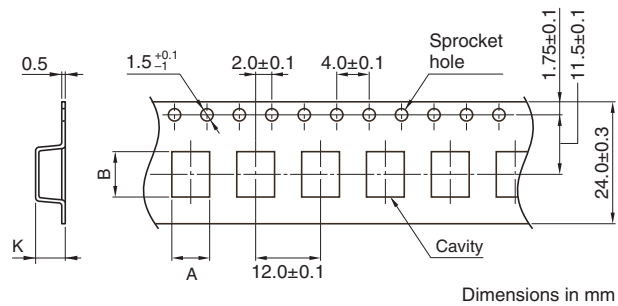 0.5
1.5 +0.1 −1
2.0±0.1
4.0±0.1
Sprocket
hole
1.75±0.1
11.5±0.1
24.0±0.3
B
K
A
12.0±0.1
Cavity
Dimensions in mm